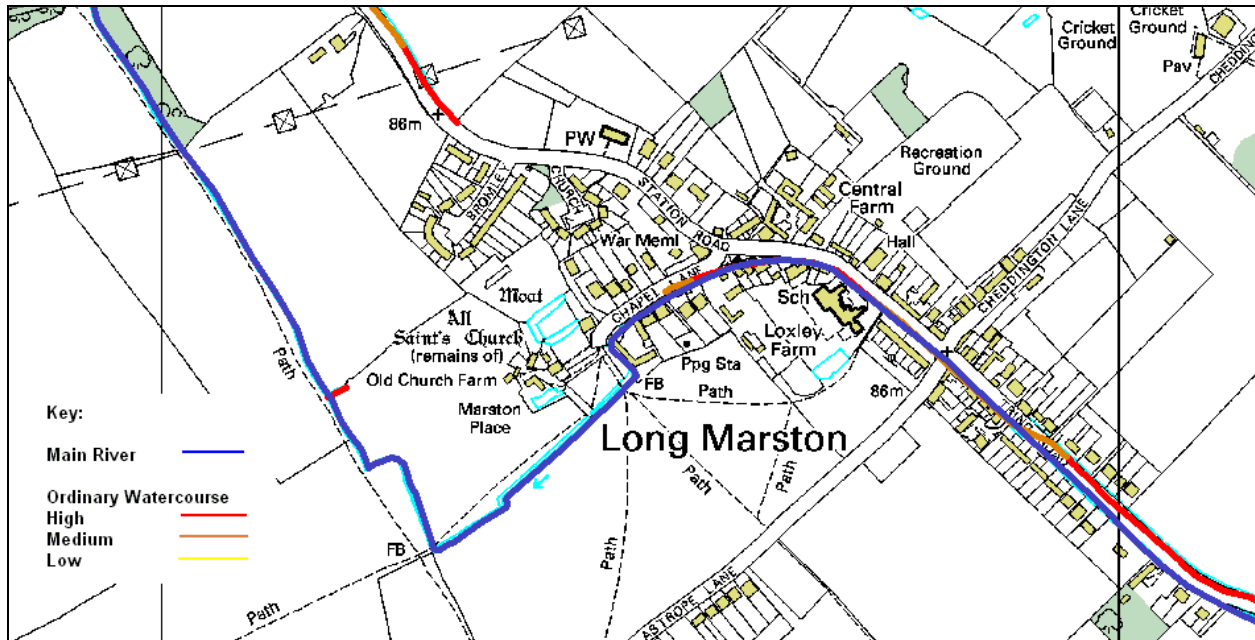 Cricket
Ground
Cricket
Ground
Pav
CHEDDINGTON
86m
PW
BROMLE
CHURCH
STATION ROAD
Recreation
Ground
Central
Farm
Hall
CHEDDINGTON LANE
War Meml
CHAPEL LANE
Moat
All
Saint's Church
(remains of)
Old Church Farm
Marston
Place
Sch
Loxley
Farm
Ppg Sta
FB
Path
86m
Path
Long Marston
Path
Path
Path
FB
Path
ASTROPE LANE
Key:
Main River
Ordinary Watercourse
High
Medium
Low